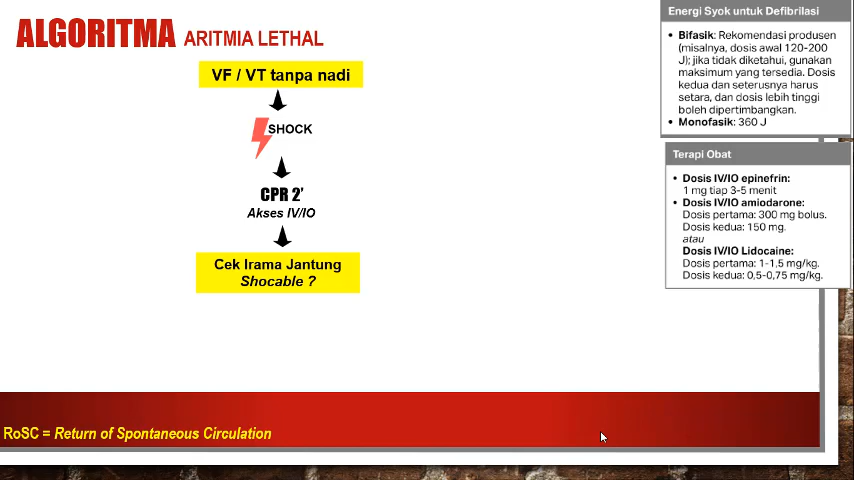 ALGORITMA ARITMIA LETHAL
VF / VT tanpa nadi
SHOCK
CPR 2'
Akses IV/IO
Cek Irama Jantung
Shocable ?
RoSC = Return of Spontaneous Circulation
Energi Syok untuk Defibrilasi
• Bifasik: Rekomendasi produsen
(misalnya, dosis awal 120-200
J); jika tidak diketahui, gunakan
maksimum yang tersedia. Dosis
kedua dan seterusnya harus
setara, dan dosis lebih tinggi
boleh dipertimbangkan.
• Monofasik: 360 J
Terapi Obat
• Dosis IV/IO epinefrin:
1 mg tiap 3-5 menit
• Dosis IV/IO amiodarone:
Dosis pertama: 300 mg bolus.
Dosis kedua: 150 mg.
atau
Dosis IV/IO Lidocaine:
Dosis pertama: 1-1,5 mg/kg.
Dosis kedua: 0,5-0,75 mg/kg.